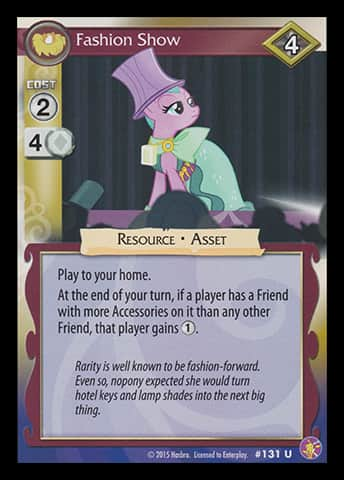 Fashion Show
4
COST
2
4
RESOURCE • ASSET
Play to your home.
At the end of your turn, if a player has a Friend
with more Accessories on it than any other
Friend, that player gains 1.
Rarity is well known to be fashion-forward.
Even so, nopony expected she would turn
hotel keys and lamp shades into the next big
thing.
© 2015 Hasbro. Licensed to Enterplay. #131 U